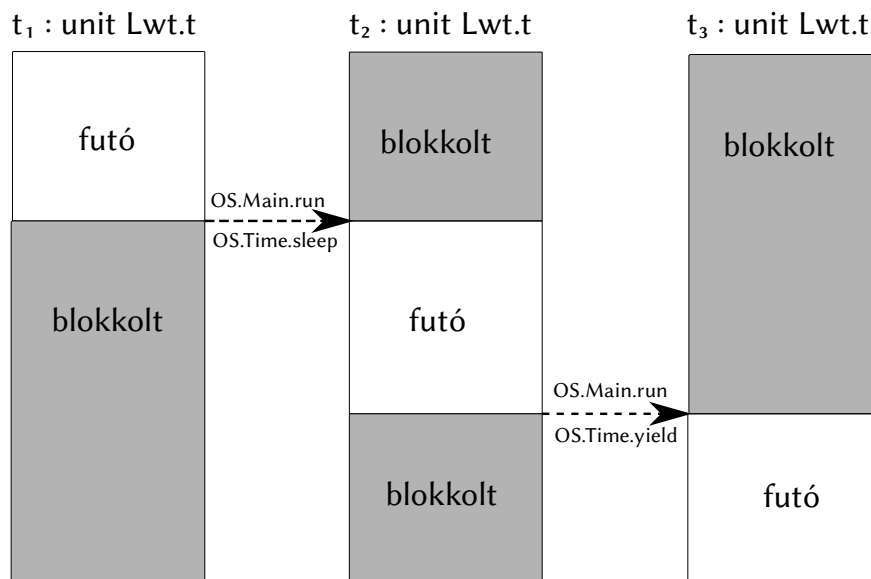 t₁ : unit Lwt.t
t₂ : unit Lwt.t
t₃ : unit Lwt.t
futó
blokkolt
blokkolt
OS.Main.run
OS.Time.sleep
blokkolt
futó
OS.Main.run
OS.Time.yield
blokkolt
futó